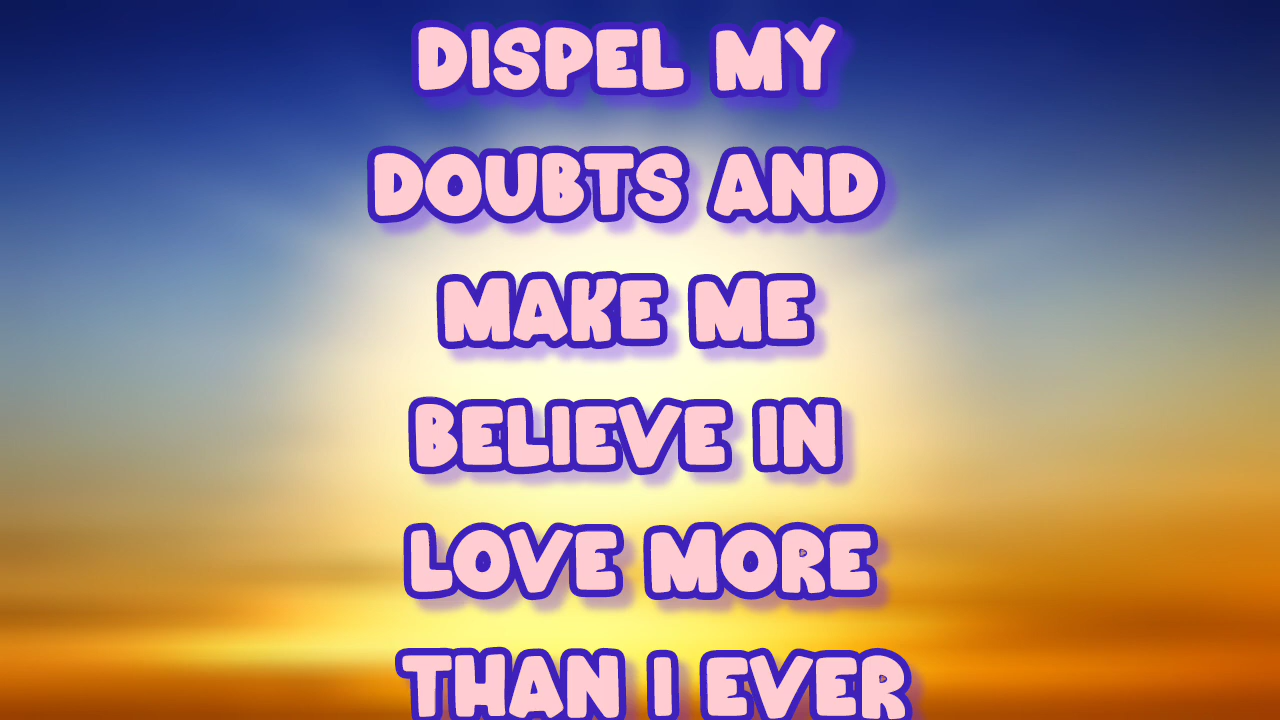 DISPEL MY
DOUBTS AND
MAKE ME
BELIEVE IN
LOVE MORE
THAN I EVER